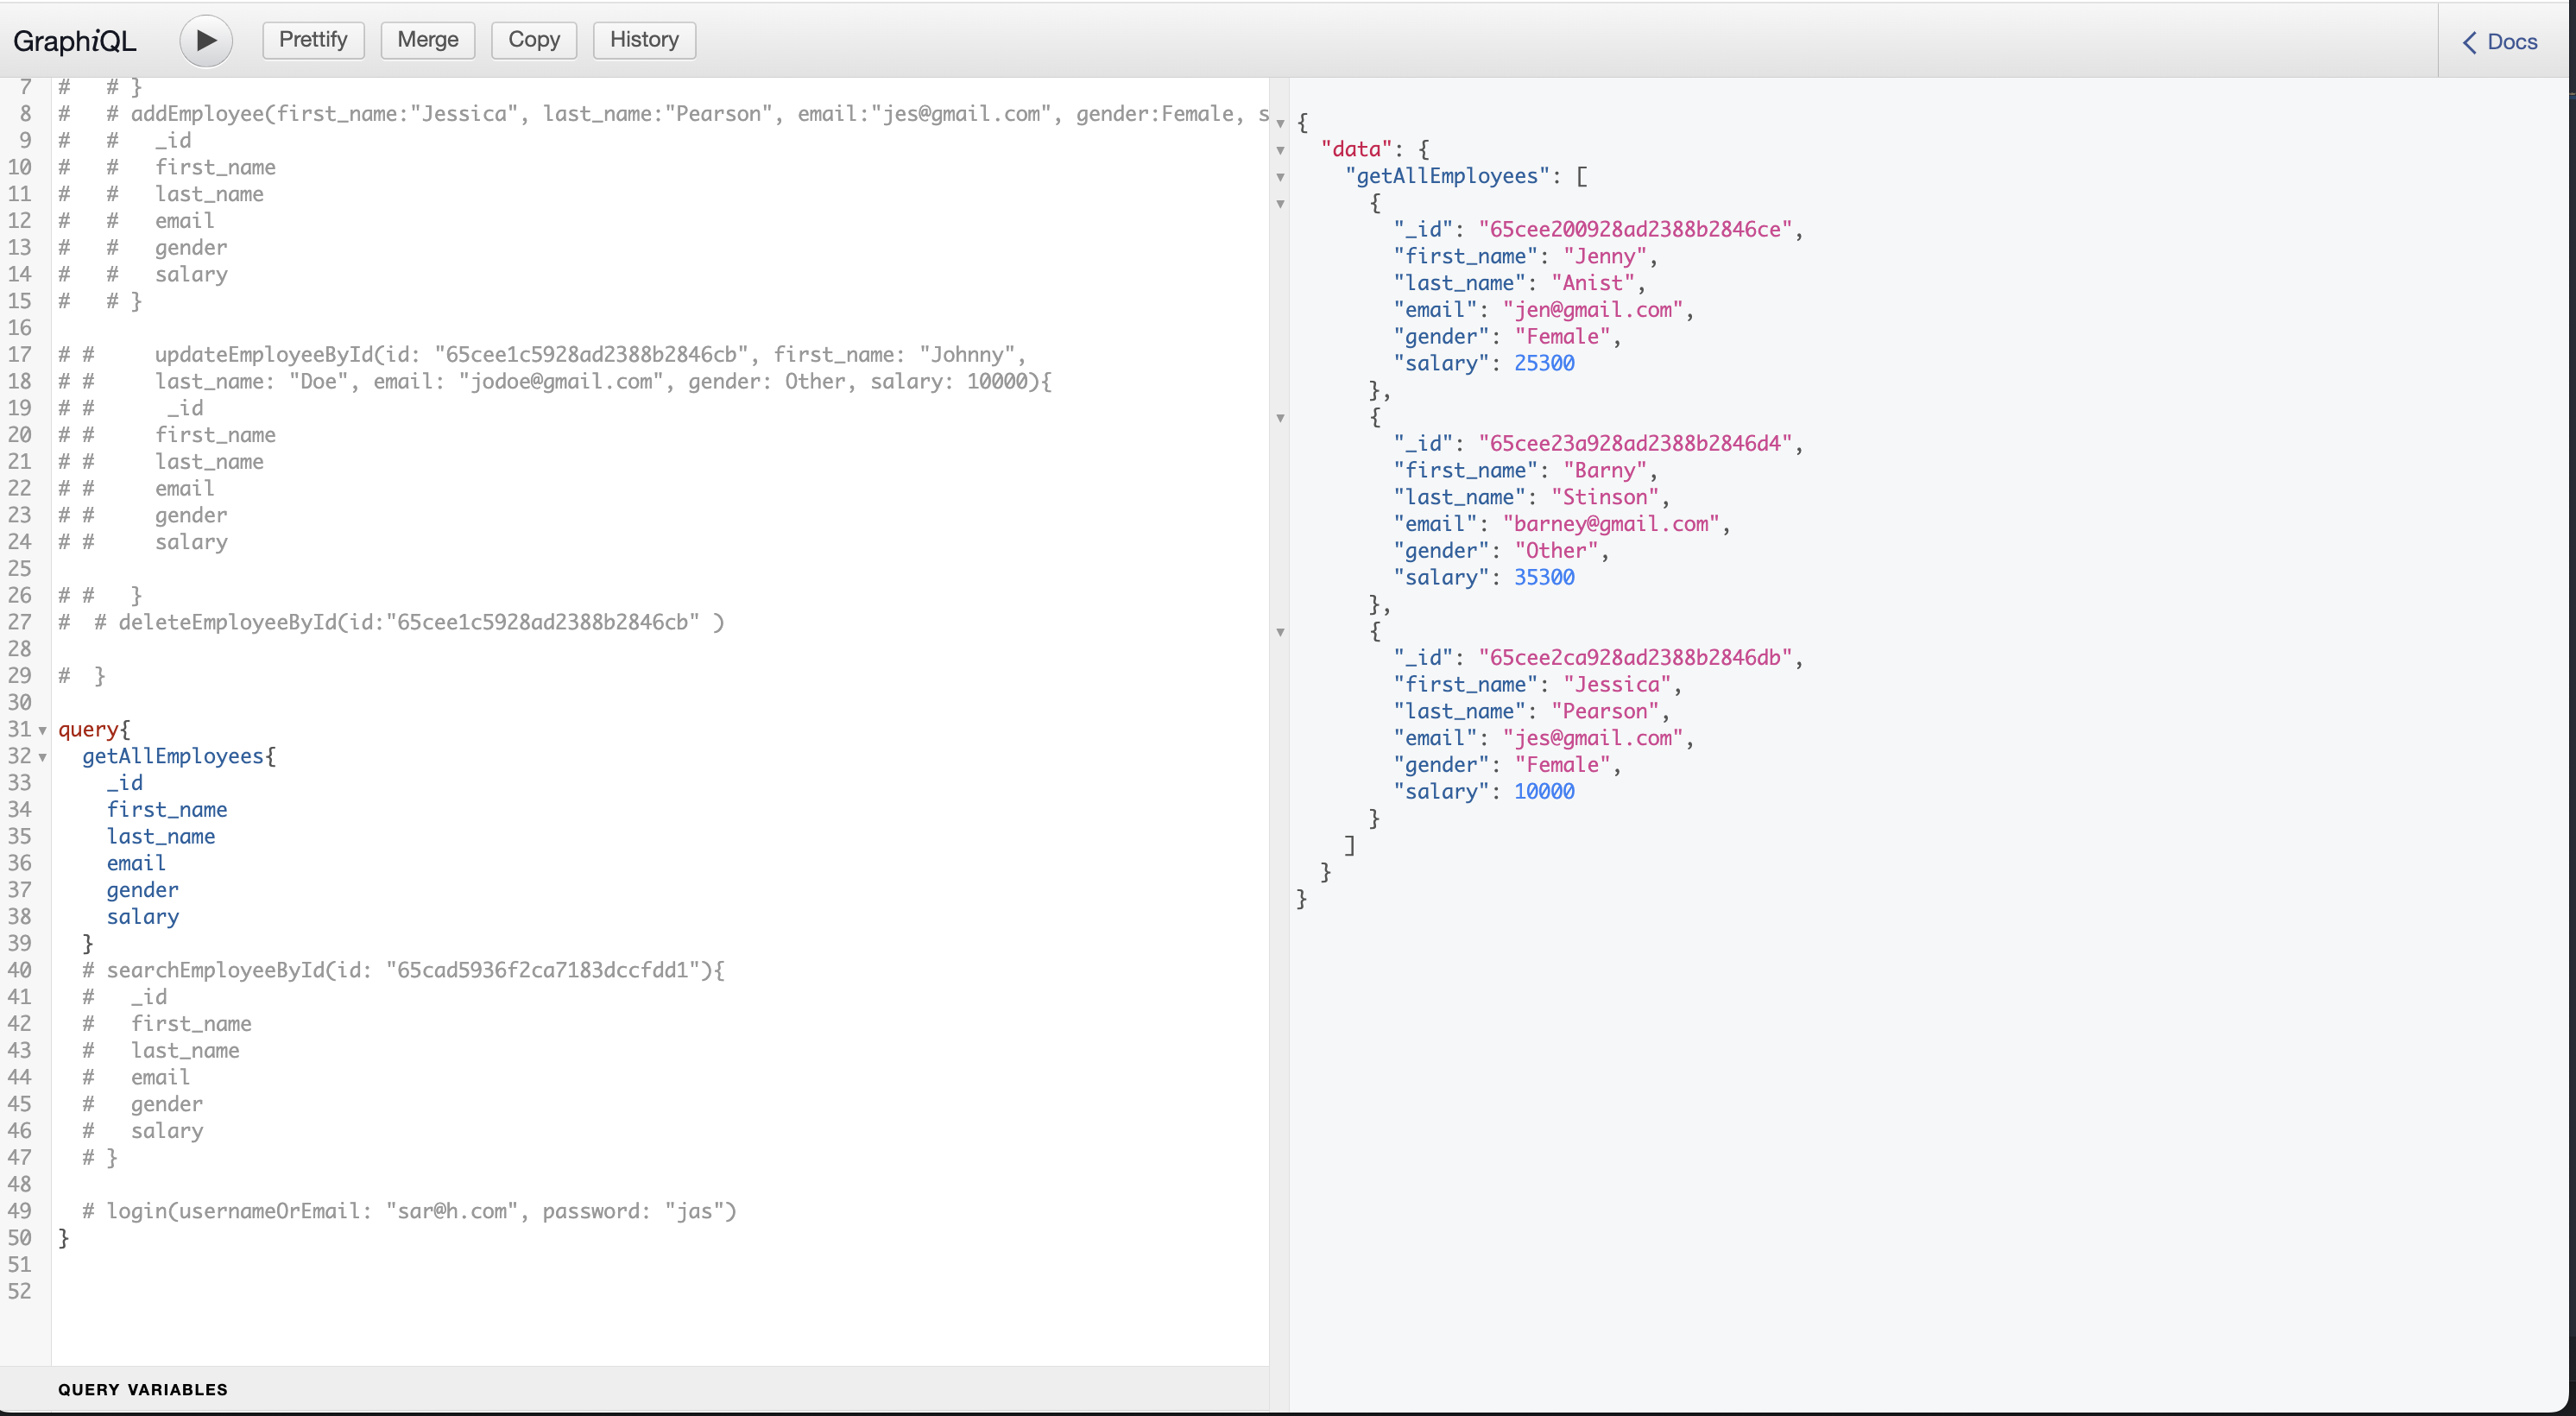 GraphiQL Prettify Merge Copy History Docs
7 #   # }
8 #   # addEmployee(first_name:"Jessica", last_name:"Pearson", email:"jes@gmail.com", gender:Female, s
9 #   #   _id
10 #   #   first_name
11 #   #   last_name
12 #   #   email
13 #   #   gender
14 #   #   salary
15 #   # }
16
17 # #     updateEmployeeById(id: "65cee1c5928ad2388b2846cb", first_name: "Johnny",
18 # #     last_name: "Doe", email: "jodoe@gmail.com", gender: Other, salary: 10000){
19 # #      _id
20 # #     first_name
21 # #     last_name
22 # #     email
23 # #     gender
24 # #     salary
25
26 # #   }
27 #  # deleteEmployeeById(id:"65cee1c5928ad2388b2846cb" )
28
29 #  }
30
31 query{
32   getAllEmployees{
33     _id
34     first_name
35     last_name
36     email
37     gender
38     salary
39   }
40   # searchEmployeeById(id: "65cad5936f2ca7183dccfdd1"){
41   #   _id
42   #   first_name
43   #   last_name
44   #   email
45   #   gender
46   #   salary
47   # }
48
49   # login(usernameOrEmail: "sar@h.com", password: "jas")
50 }
51
52
QUERY VARIABLES
{
  "data": {
    "getAllEmployees": [
      {
        "_id": "65cee200928ad2388b2846ce",
        "first_name": "Jenny",
        "last_name": "Anist",
        "email": "jen@gmail.com",
        "gender": "Female",
        "salary": 25300
      },
      {
        "_id": "65cee23a928ad2388b2846d4",
        "first_name": "Barny",
        "last_name": "Stinson",
        "email": "barney@gmail.com",
        "gender": "Other",
        "salary": 35300
      },
      {
        "_id": "65cee2ca928ad2388b2846db",
        "first_name": "Jessica",
        "last_name": "Pearson",
        "email": "jes@gmail.com",
        "gender": "Female",
        "salary": 10000
      }
    ]
  }
}